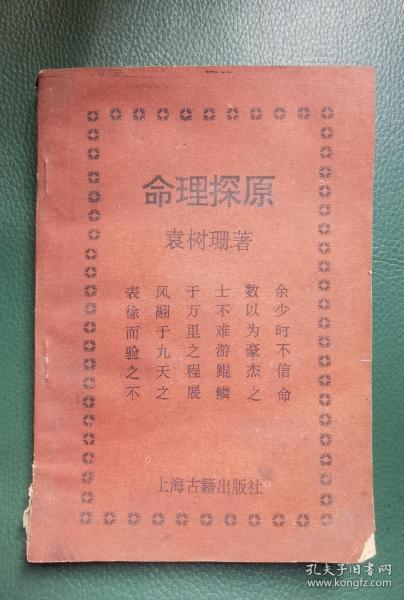 命理探原
袁树珊著
余少时不信命
数以为豪杰之
士不难游鲲鳞
于万里之程展
风翮于九天之
表徐而验之不
上海古籍出版社
孔夫子旧书网
www.kongfz.com